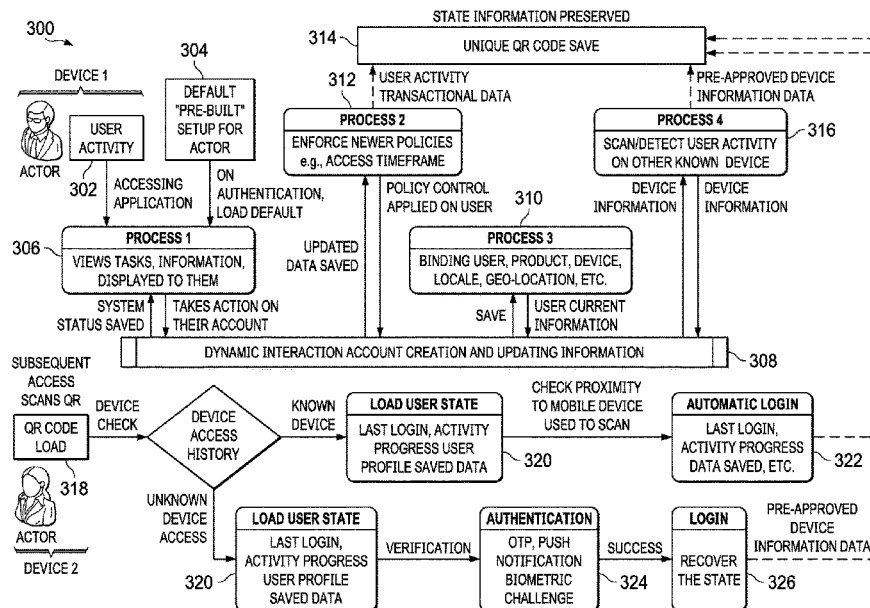 300
DEVICE 1
ACTOR
USER
ACTIVITY
302
304
DEFAULT
"PRE-BUILT"
SETUP FOR
ACTOR
ACCESSING
APPLICATION
ON
AUTHENTICATION,
LOAD DEFAULT
STATE INFORMATION PRESERVED
314
UNIQUE QR CODE SAVE
312
USER ACTIVITY
TRANSACTIONAL DATA
PRE-APPROVED DEVICE
INFORMATION DATA
PROCESS 2
ENFORCE NEWER POLICIES
e.g., ACCESS TIMEFRAME
PROCESS 4
SCAN/DETECT USER ACTIVITY
ON OTHER KNOWN DEVICE
316
POLICY CONTROL
APPLIED ON USER
DEVICE
INFORMATION
DEVICE
INFORMATION
306
PROCESS 1
VIEWS TASKS, INFORMATION,
DISPLAYED TO THEM
UPDATED
DATA SAVED
310
PROCESS 3
BINDING USER, PRODUCT, DEVICE,
LOCALE, GEO-LOCATION, ETC.
SYSTEM
STATUS SAVED
TAKES ACTION ON
THEIR ACCOUNT
SAVE
USER CURRENT
INFORMATION
DYNAMIC INTERACTION ACCOUNT CREATION AND UPDATING INFORMATION
308
SUBSEQUENT
ACCESS
SCANS QR
QR CODE
LOAD
318
ACTOR
DEVICE 2
DEVICE
CHECK
DEVICE
ACCESS
HISTORY
KNOWN
DEVICE
LOAD USER STATE
LAST LOGIN, ACTIVITY
PROGRESS USER
PROFILE SAVED DATA
320
CHECK PROXIMITY
TO MOBILE DEVICE
USED TO SCAN
AUTOMATIC LOGIN
LAST LOGIN,
ACTIVITY PROGRESS
DATA SAVED, ETC.
322
UNKNOWN
DEVICE
ACCESS
LOAD USER STATE
LAST LOGIN,
ACTIVITY PROGRESS
USER PROFILE
SAVED DATA
320
VERIFICATION
AUTHENTICATION
OTP, PUSH
NOTIFICATION
BIOMETRIC
CHALLENGE
324
SUCCESS
LOGIN
RECOVER
THE STATE
326
PRE-APPROVED
DEVICE
INFORMATION DATA